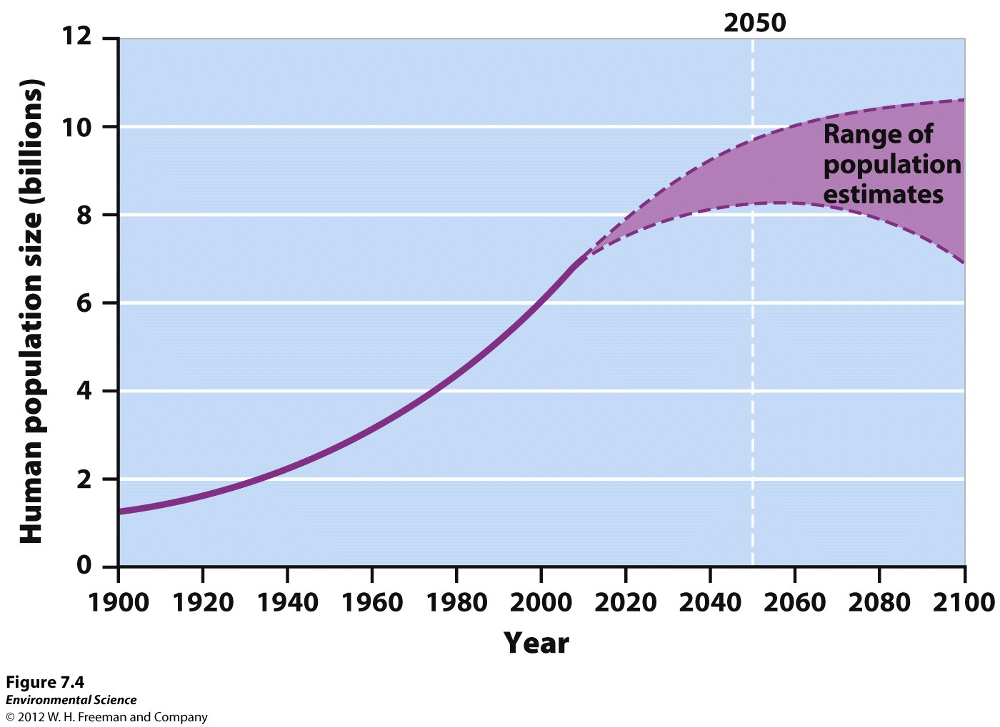 2050
12
10
8
6
4
2
0
Human population size (billions)
Range of
population
estimates
1900 1920 1940 1960 1980 2000 2020 2040 2060 2080 2100
Year
Figure 7.4
Environmental Science
© 2012 W. H. Freeman and Company